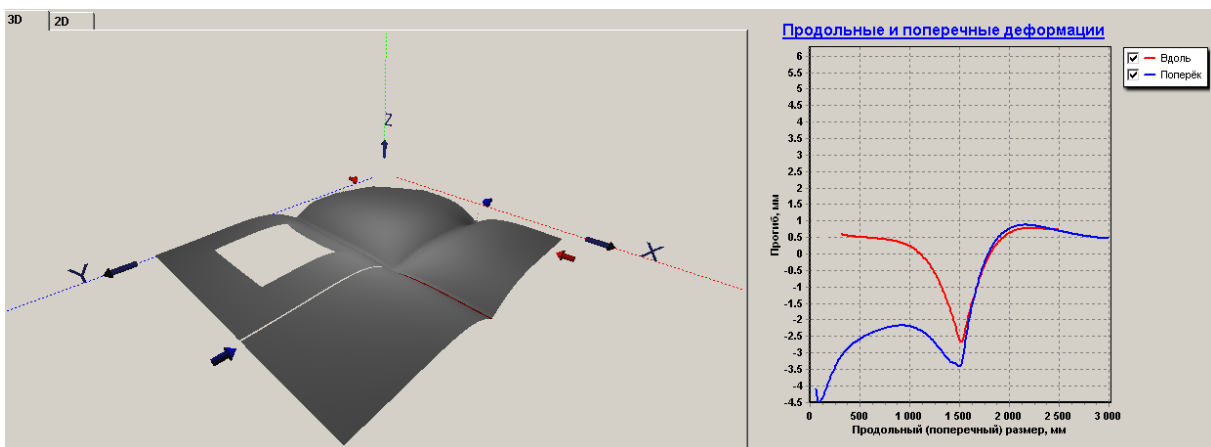 3D
2D
Z
X
Y
Продольные и поперечные деформации
Вдоль
Поперёк
Прогиб, мм
6
5.5
5
4.5
4
3.5
3
2.5
2
1.5
1
0.5
0
-0.5
-1
-1.5
-2
-2.5
-3
-3.5
-4
-4.5
0 500 1 000 1 500 2 000 2 500 3 000
Продольный (поперечный) размер, мм